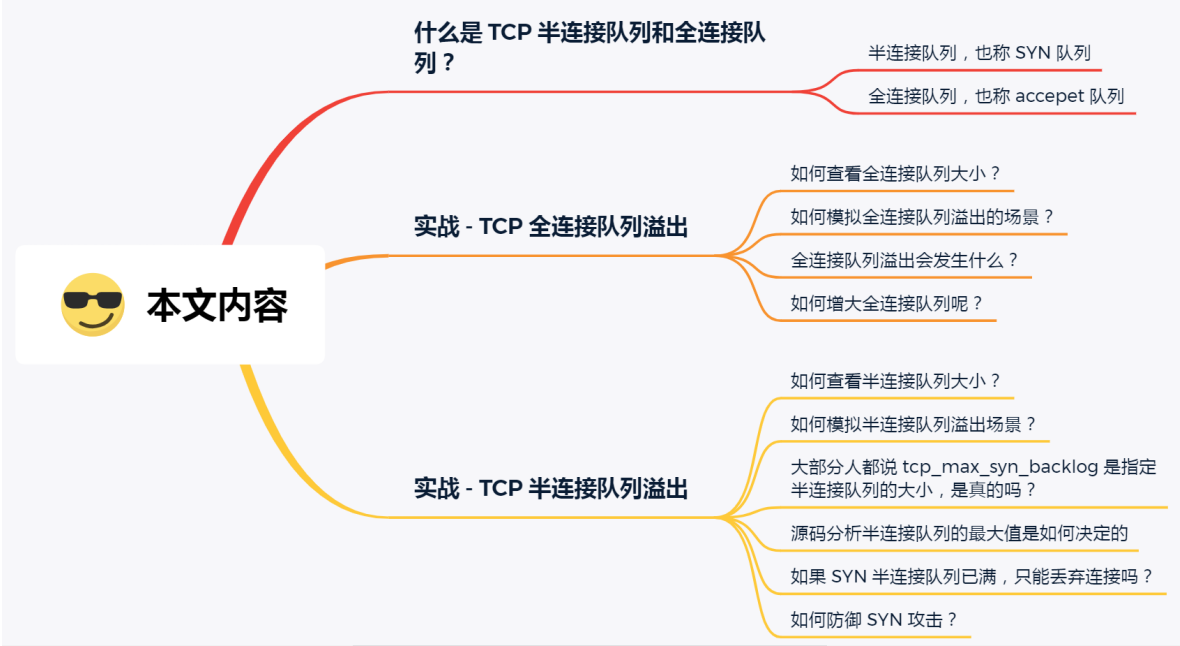 本文内容
什么是 TCP 半连接队列和全连接队
列？
半连接队列，也称 SYN 队列
全连接队列，也称 accepet 队列
实战 - TCP 全连接队列溢出
如何查看全连接队列大小？
如何模拟全连接队列溢出的场景？
全连接队列溢出会发生什么？
如何增大全连接队列呢？
实战 - TCP 半连接队列溢出
如何查看半连接队列大小？
如何模拟半连接队列溢出场景？
大部分人都说 tcp_max_syn_backlog 是指定
半连接队列的大小，是真的吗？
源码分析半连接队列的最大值是如何决定的
如果 SYN 半连接队列已满，只能丢弃连接吗？
如何防御 SYN 攻击？